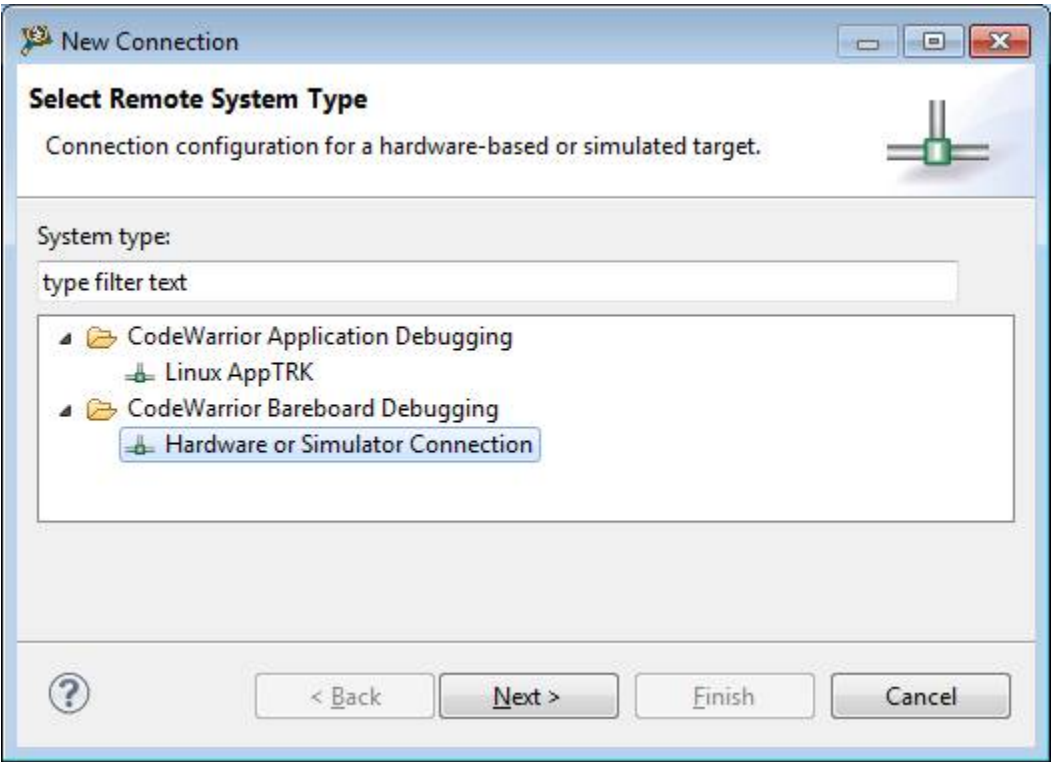 New Connection
Select Remote System Type
Connection configuration for a hardware-based or simulated target.
System type:
type filter text
CodeWarrior Application Debugging
Linux AppTRK
CodeWarrior Bareboard Debugging
Hardware or Simulator Connection
? < Back Next > Finish Cancel